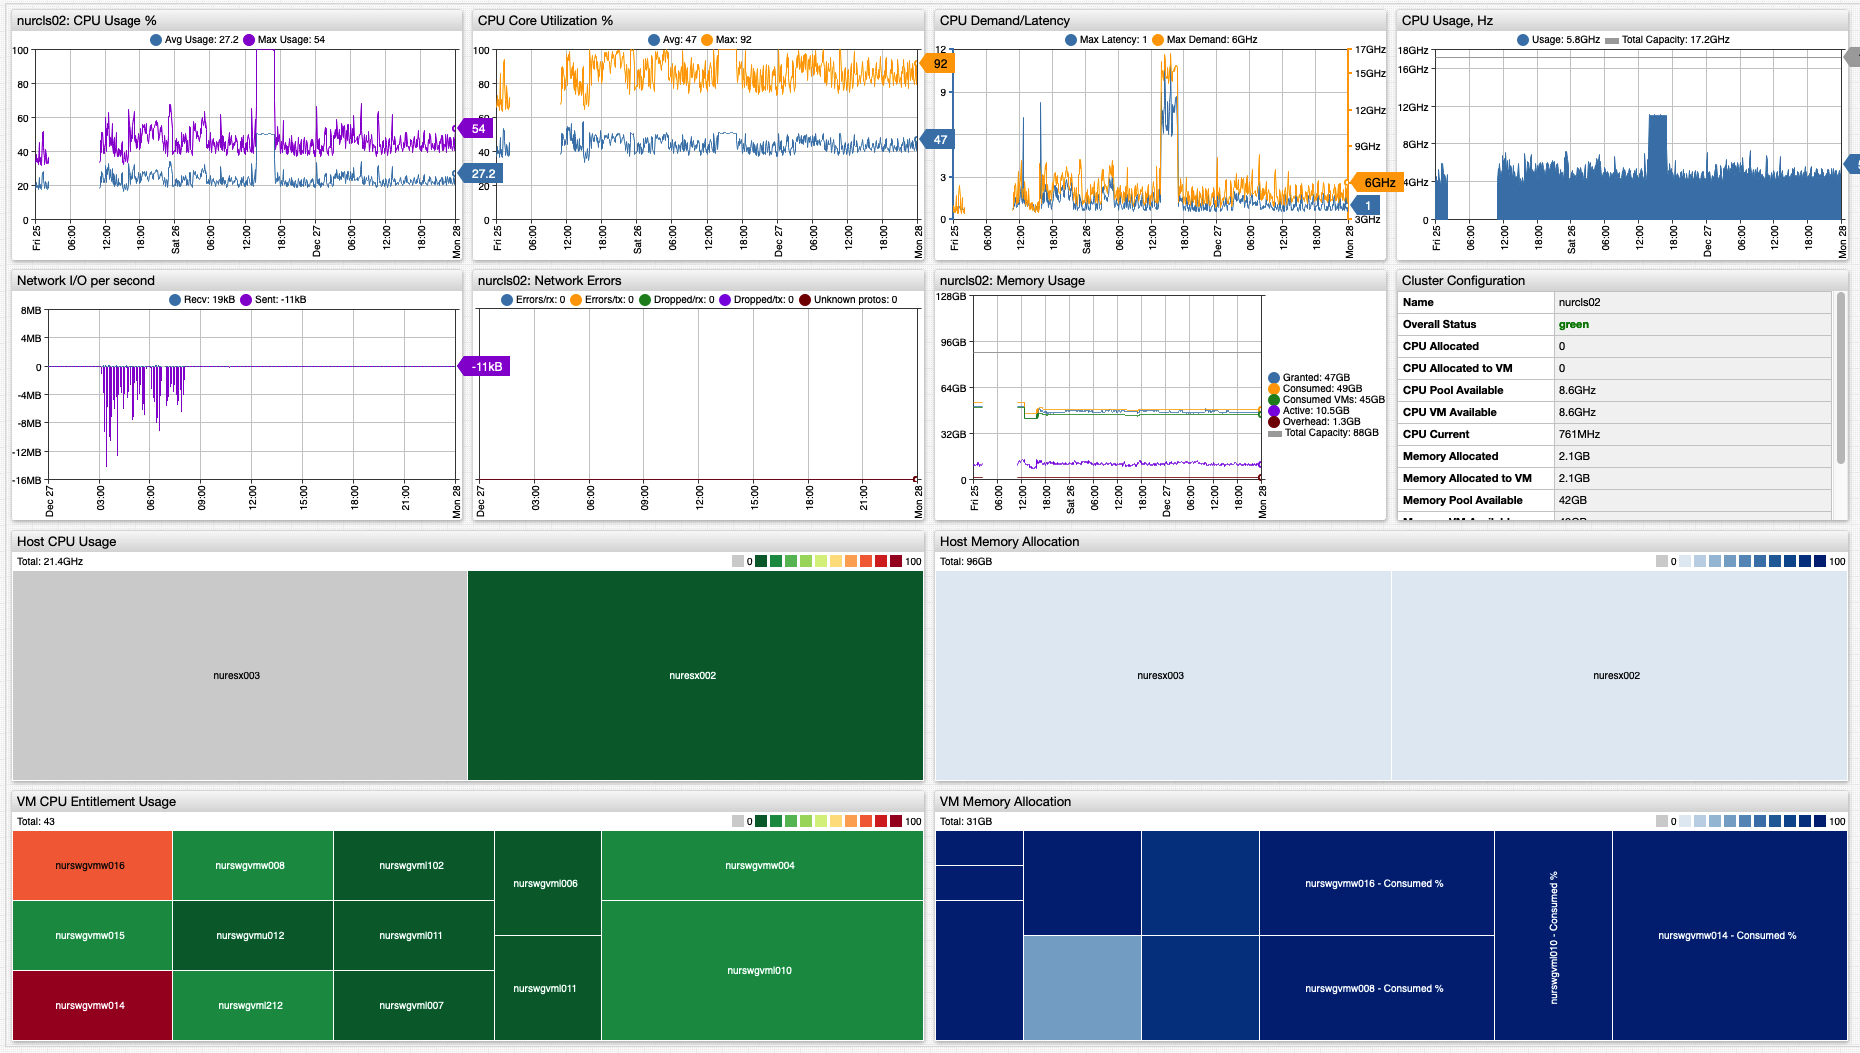 nurcls02: CPU Usage %
Avg Usage: 27.2 Max Usage: 54
100
80
60
40
20
0
54
27.2
Fri 25 06:00 12:00 18:00 Sat 26 06:00 12:00 18:00 Dec 27 06:00 12:00 18:00 Mon 28
CPU Core Utilization %
Avg: 47 Max: 92
100
80
60
40
20
0
92
47
Fri 25 06:00 12:00 18:00 Sat 26 06:00 12:00 18:00 Dec 27 06:00 12:00 18:00 Mon 28
CPU Demand/Latency
Max Latency: 1 Max Demand: 6GHz
12
9
3
0
17GHz
15GHz
12GHz
9GHz
6GHz
1
3GHz
Fri 25 06:00 12:00 18:00 Sat 26 06:00 12:00 18:00 Dec 27 06:00 12:00 18:00 Mon 28
CPU Usage, Hz
Usage: 5.8GHz Total Capacity: 17.2GHz
18GHz
16GHz
12GHz
8GHz
4GHz
0
Fri 25 06:00 12:00 18:00 Sat 26 06:00 12:00 18:00 Dec 27 06:00 12:00 18:00 Mon 28
Network I/O per second
Recv: 19kB Sent: -11kB
8MB
4MB
0
-4MB
-8MB
-12MB
-16MB
-11kB
Dec 27 03:00 06:00 09:00 12:00 15:00 18:00 21:00 Mon 28
nurcls02: Network Errors
Errors/rx: 0 Errors/tx: 0 Dropped/rx: 0 Dropped/tx: 0 Unknown protos: 0
Dec 27 03:00 06:00 09:00 12:00 15:00 18:00 21:00 Mon 28
nurcls02: Memory Usage
128GB
96GB
64GB
32GB
0
Granted: 47GB
Consumed: 49GB
Consumed VMs: 45GB
Active: 10.5GB
Overhead: 1.3GB
Total Capacity: 88GB
Fri 25 06:00 12:00 18:00 Sat 26 06:00 12:00 18:00 Dec 27 06:00 12:00 18:00 Mon 28
Cluster Configuration
Name nurcls02
Overall Status green
CPU Allocated 0
CPU Allocated to VM 0
CPU Pool Available 8.6GHz
CPU VM Available 8.6GHz
CPU Current 761MHz
Memory Allocated 2.1GB
Memory Allocated to VM 2.1GB
Memory Pool Available 42GB
Host CPU Usage
Total: 21.4GHz
0 100
nuresx003
nuresx002
Host Memory Allocation
Total: 96GB
0 100
nuresx003
nuresx002
VM CPU Entitlement Usage
Total: 43
0 100
nurswgvmw016
nurswgvmw008
nurswgvml102
nurswgvml006
nurswgvmw004
nurswgvmw015
nurswgvmu012
nurswgvml011
nurswgvml010
nurswgvmw014
nurswgvml212
nurswgvml007
nurswgvml011
VM Memory Allocation
Total: 31GB
0 100
nurswgvmw016 - Consumed %
nurswgvmw008 - Consumed %
nurswgvml010 - Consumed %
nurswgvmw014 - Consumed %